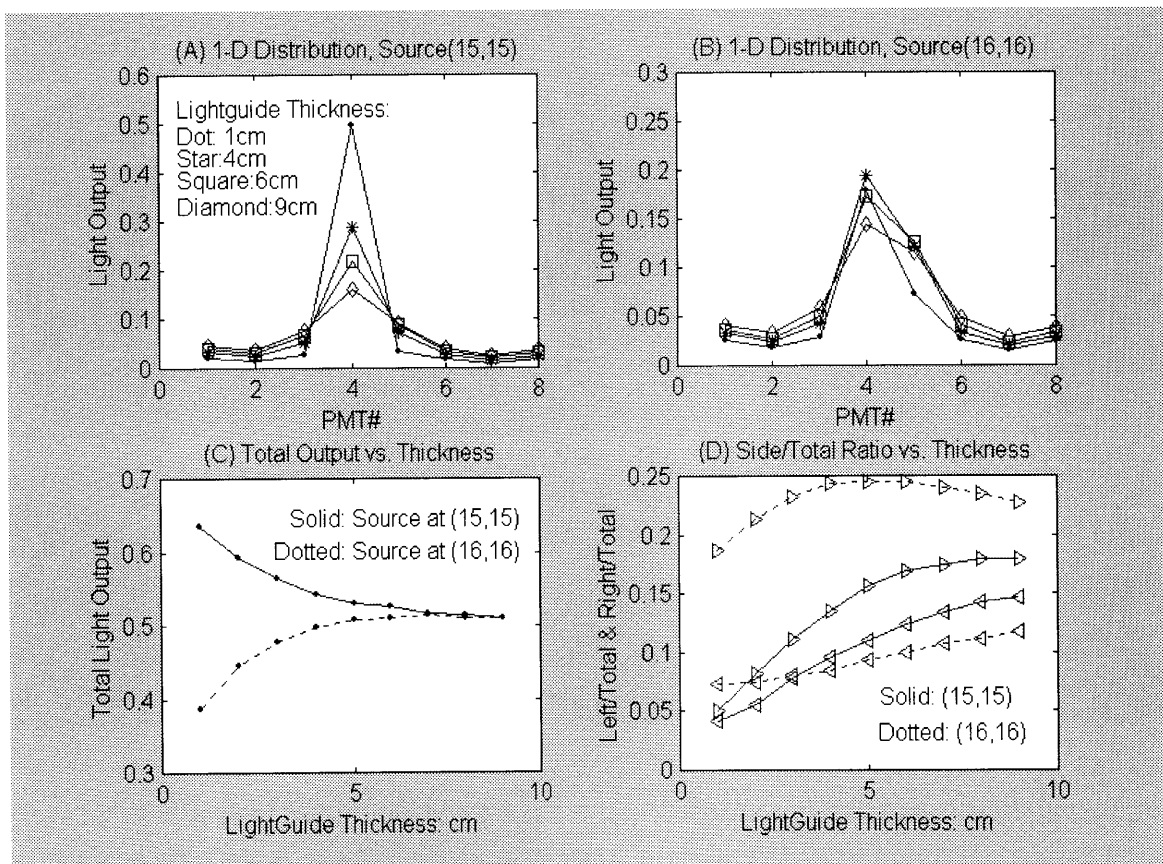 (A) 1-D Distribution, Source(15,15)
0.6
0.5
0.4
0.3
0.2
0.1
0
Light Output
Lightguide Thickness:
Dot: 1cm
Star:4cm
Square:6cm
Diamond:9cm
0 2 4 6 8
PMT#
(B) 1-D Distribution, Source(16,16)
0.3
0.25
0.2
0.15
0.1
0.05
0
Light Output
0 2 4 6 8
PMT#
(C) Total Output vs. Thickness
0.7
0.6
0.5
0.4
0.3
Total Light Output
Solid: Source at (15,15)
Dotted: Source at (16,16)
0 5 10
LightGuide Thickness: cm
(D) Side/Total Ratio vs. Thickness
0.25
0.2
0.15
0.1
0.05
0
Left/Total & Right/Total
Solid: (15,15)
Dotted: (16,16)
0 5 10
LightGuide Thickness: cm